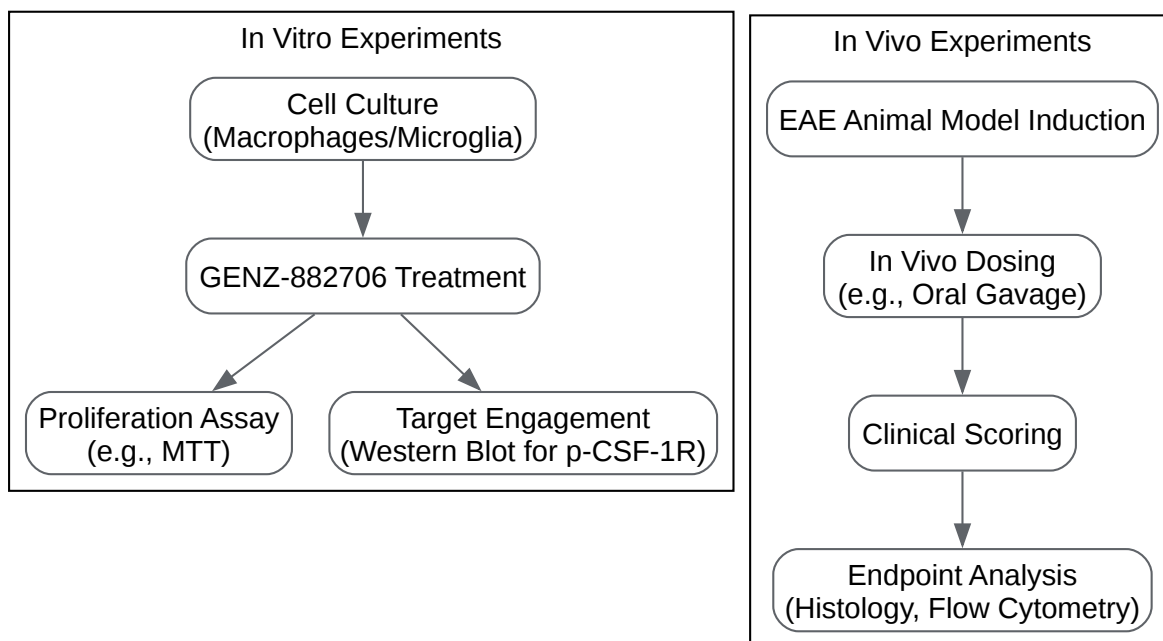 In Vitro Experiments
Cell Culture
(Macrophages/Microglia)
GENZ-882706 Treatment
Proliferation Assay
(e.g., MTT)
Target Engagement
(Western Blot for p-CSF-1R)
In Vivo Experiments
EAE Animal Model Induction
In Vivo Dosing
(e.g., Oral Gavage)
Clinical Scoring
Endpoint Analysis
(Histology, Flow Cytometry)